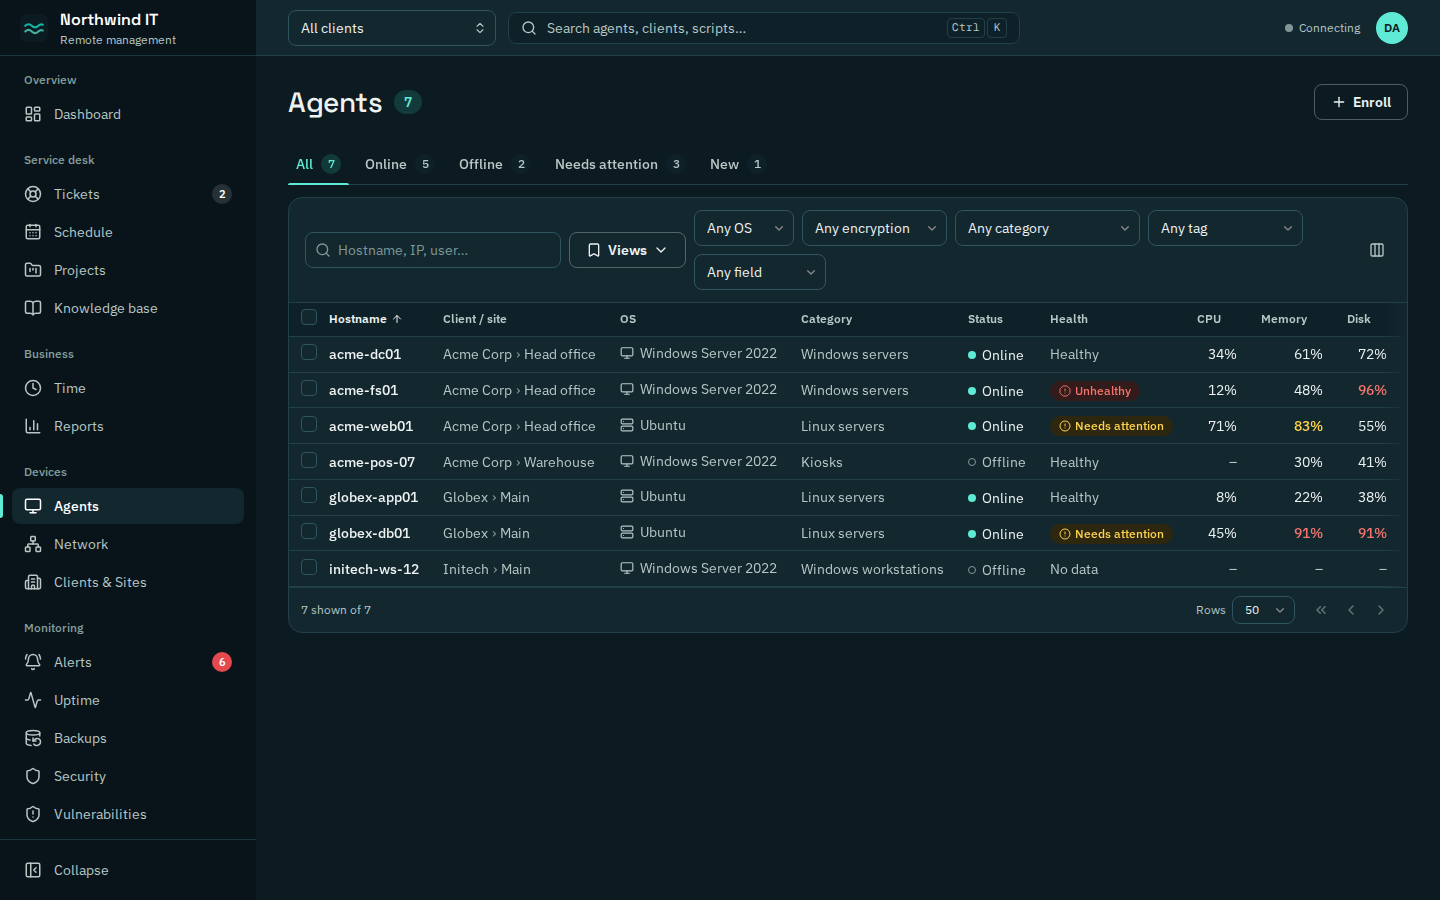 Northwind IT
Remote management
All clients
Search agents, clients, scripts...
Ctrl K
Connecting
DA
Overview
Dashboard
Service desk
Tickets 2
Schedule
Projects
Knowledge base
Business
Time
Reports
Devices
Agents
Network
Clients & Sites
Monitoring
Alerts 6
Uptime
Backups
Security
Vulnerabilities
Collapse
Agents 7
Enroll
All 7 Online 5 Offline 2 Needs attention 3 New 1
Hostname, IP, user...
Views
Any OS Any encryption Any category Any tag
Any field
Hostname Client / site OS Category Status Health CPU Memory Disk
acme-dc01 Acme Corp › Head office Windows Server 2022 Windows servers Online Healthy 34% 61% 72%
acme-fs01 Acme Corp › Head office Windows Server 2022 Windows servers Online Unhealthy 12% 48% 96%
acme-web01 Acme Corp › Head office Ubuntu Linux servers Online Needs attention 71% 83% 55%
acme-pos-07 Acme Corp › Warehouse Windows Server 2022 Kiosks Offline Healthy – 30% 41%
globex-app01 Globex › Main Ubuntu Linux servers Online Healthy 8% 22% 38%
globex-db01 Globex › Main Ubuntu Linux servers Online Needs attention 45% 91% 91%
initech-ws-12 Initech › Main Windows Server 2022 Windows workstations Offline No data – – –
7 shown of 7
Rows 50